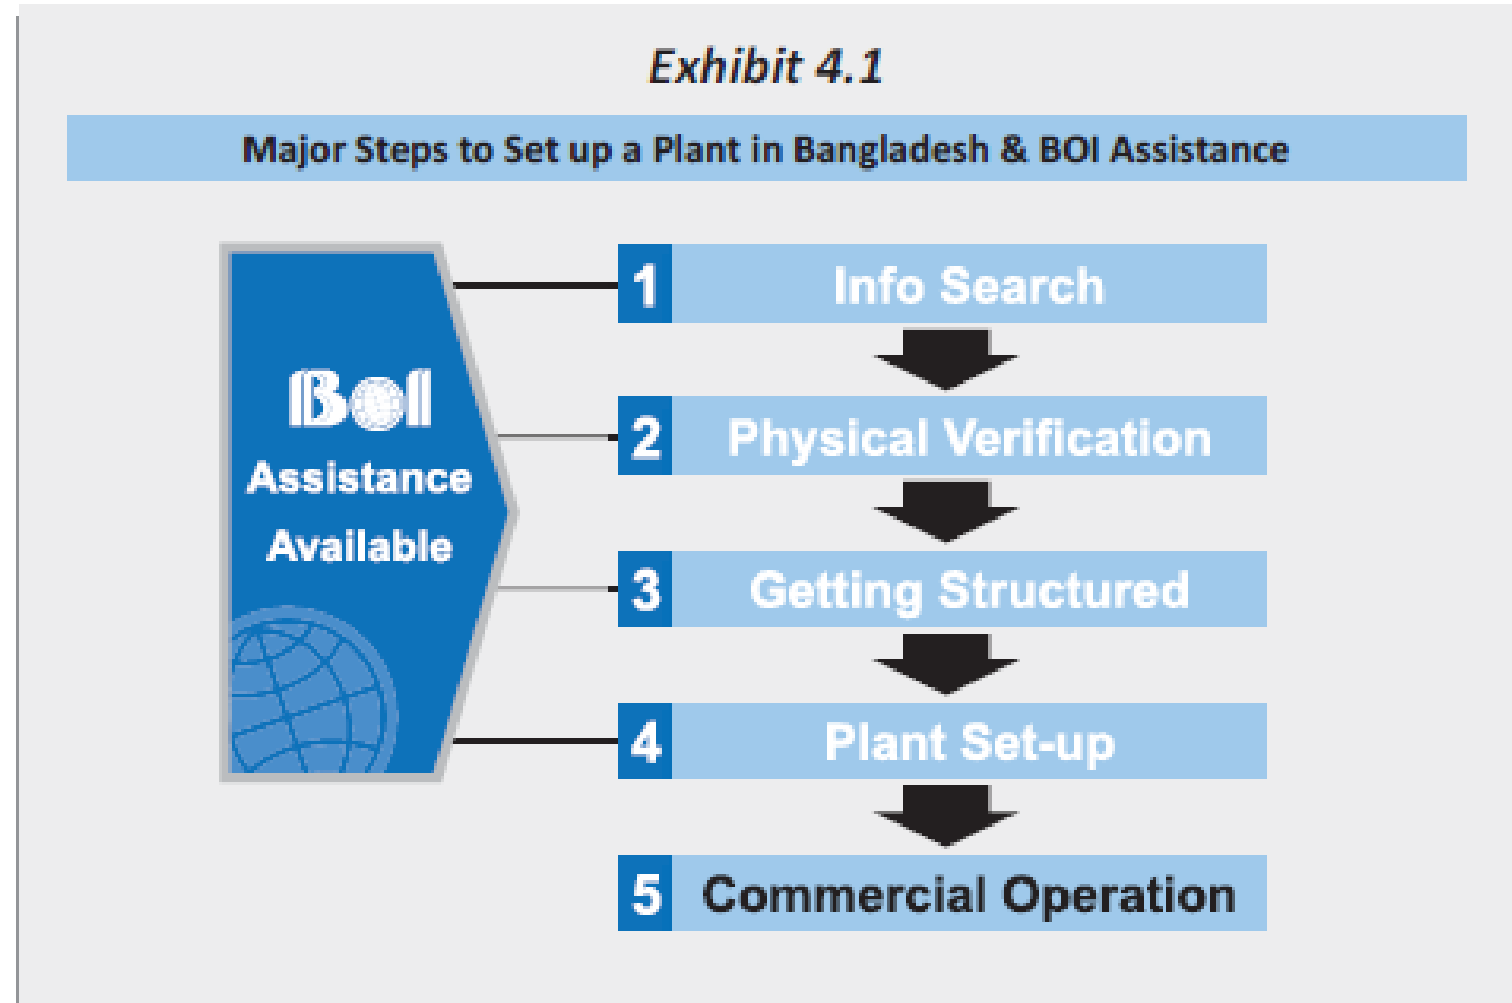 Exhibit 4.1
Major Steps to Set up a Plant in Bangladesh & BOI Assistance
BOI
Assistance
Available
1 Info Search
2 Physical Verification
3 Getting Structured
4 Plant Set-up
5 Commercial Operation